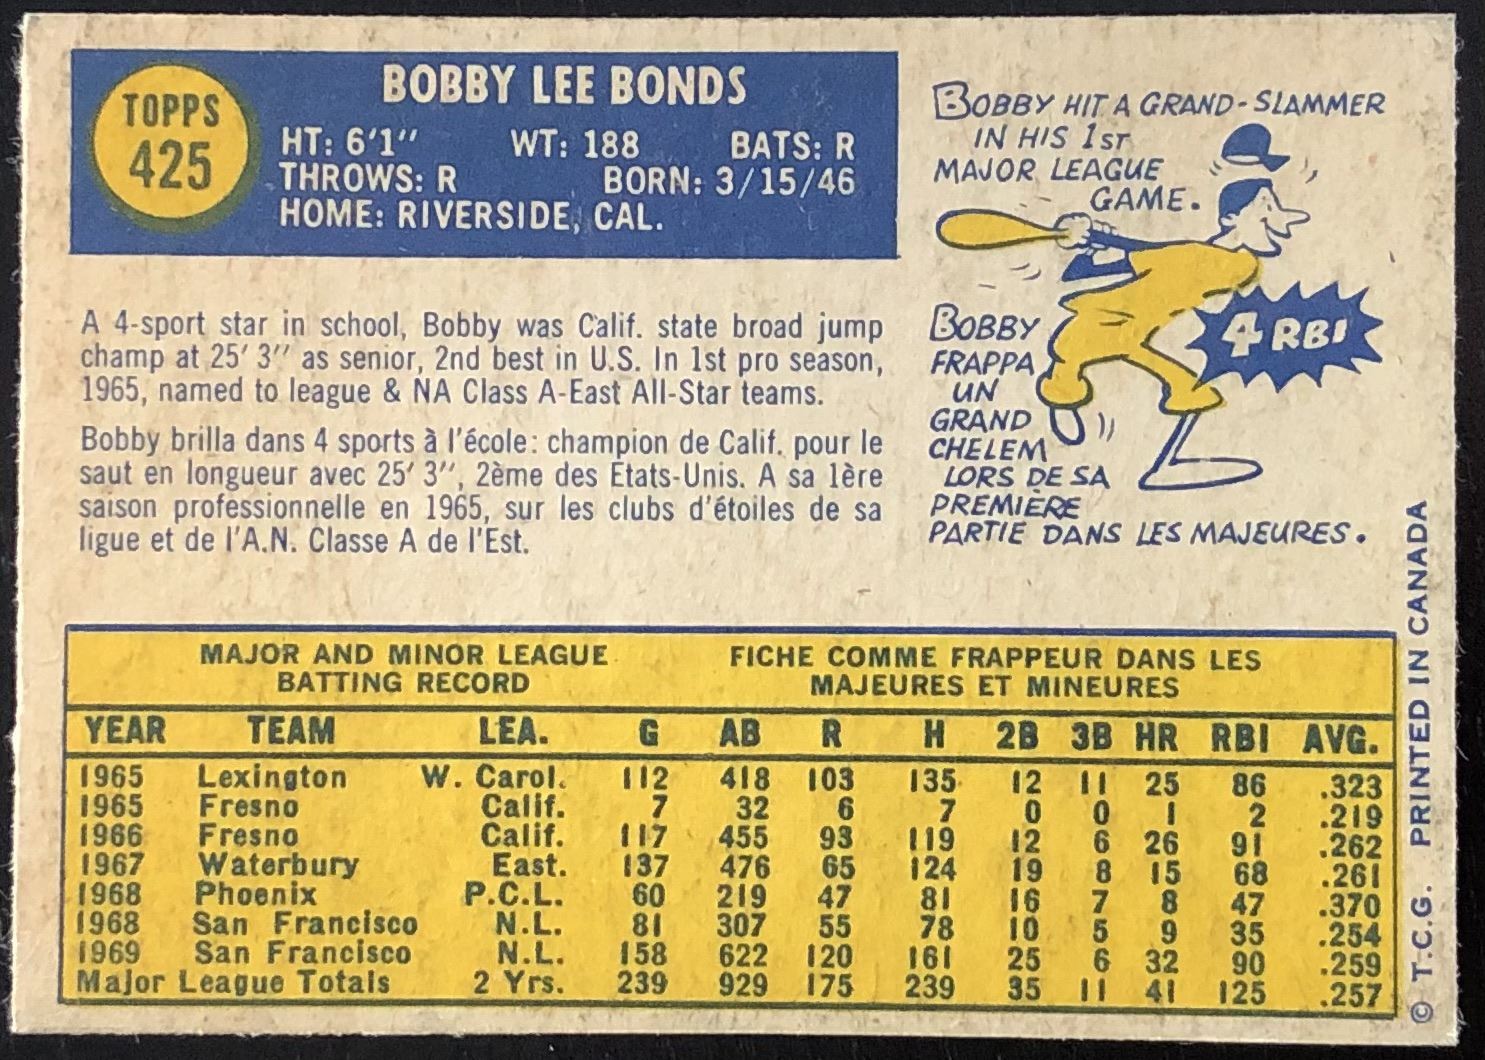 TOPPS
425
BOBBY LEE BONDS
HT: 6'1" WT: 188 BATS: R
THROWS: R BORN: 3/15/46
HOME: RIVERSIDE, CAL.
A 4-sport star in school, Bobby was Calif. state broad jump
champ at 25' 3" as senior, 2nd best in U.S. In 1st pro season,
1965, named to league & NA Class A-East All-Star teams.
Bobby brilla dans 4 sports à l'école: champion de Calif. pour le
saut en longueur avec 25' 3", 2ème des Etats-Unis. A sa 1ère
saison professionnelle en 1965, sur les clubs d'étoiles de sa
ligue et de l'A.N. Classe A de l'Est.
BOBBY HIT A GRAND-SLAMMER
IN HIS 1ST
MAJOR LEAGUE
GAME.
4 RBI
BOBBY
FRAPPA
UN
GRAND
CHELEM
LORS DE SA
PREMIÈRE
PARTIE DANS LES MAJEURES.
MAJOR AND MINOR LEAGUE
BATTING RECORD
FICHE COMME FRAPPEUR DANS LES
MAJEURES ET MINEURES
YEAR TEAM LEA. G AB R H 2B 3B HR RBI AVG.
1965 Lexington W. Carol. 112 418 103 135 12 11 25 86 .323
1965 Fresno Calif. 7 32 6 7 0 0 1 2 .219
1966 Fresno Calif. 117 455 93 119 12 6 26 91 .262
1967 Waterbury East. 137 476 65 124 19 8 15 68 .261
1968 Phoenix P.C.L. 60 219 47 81 16 7 8 47 .370
1968 San Francisco N.L. 81 307 55 78 10 5 9 35 .254
1969 San Francisco N.L. 158 622 120 161 25 6 32 90 .259
Major League Totals 2 Yrs. 239 929 175 239 35 11 41 125 .257
© T.C.G. PRINTED IN CANADA